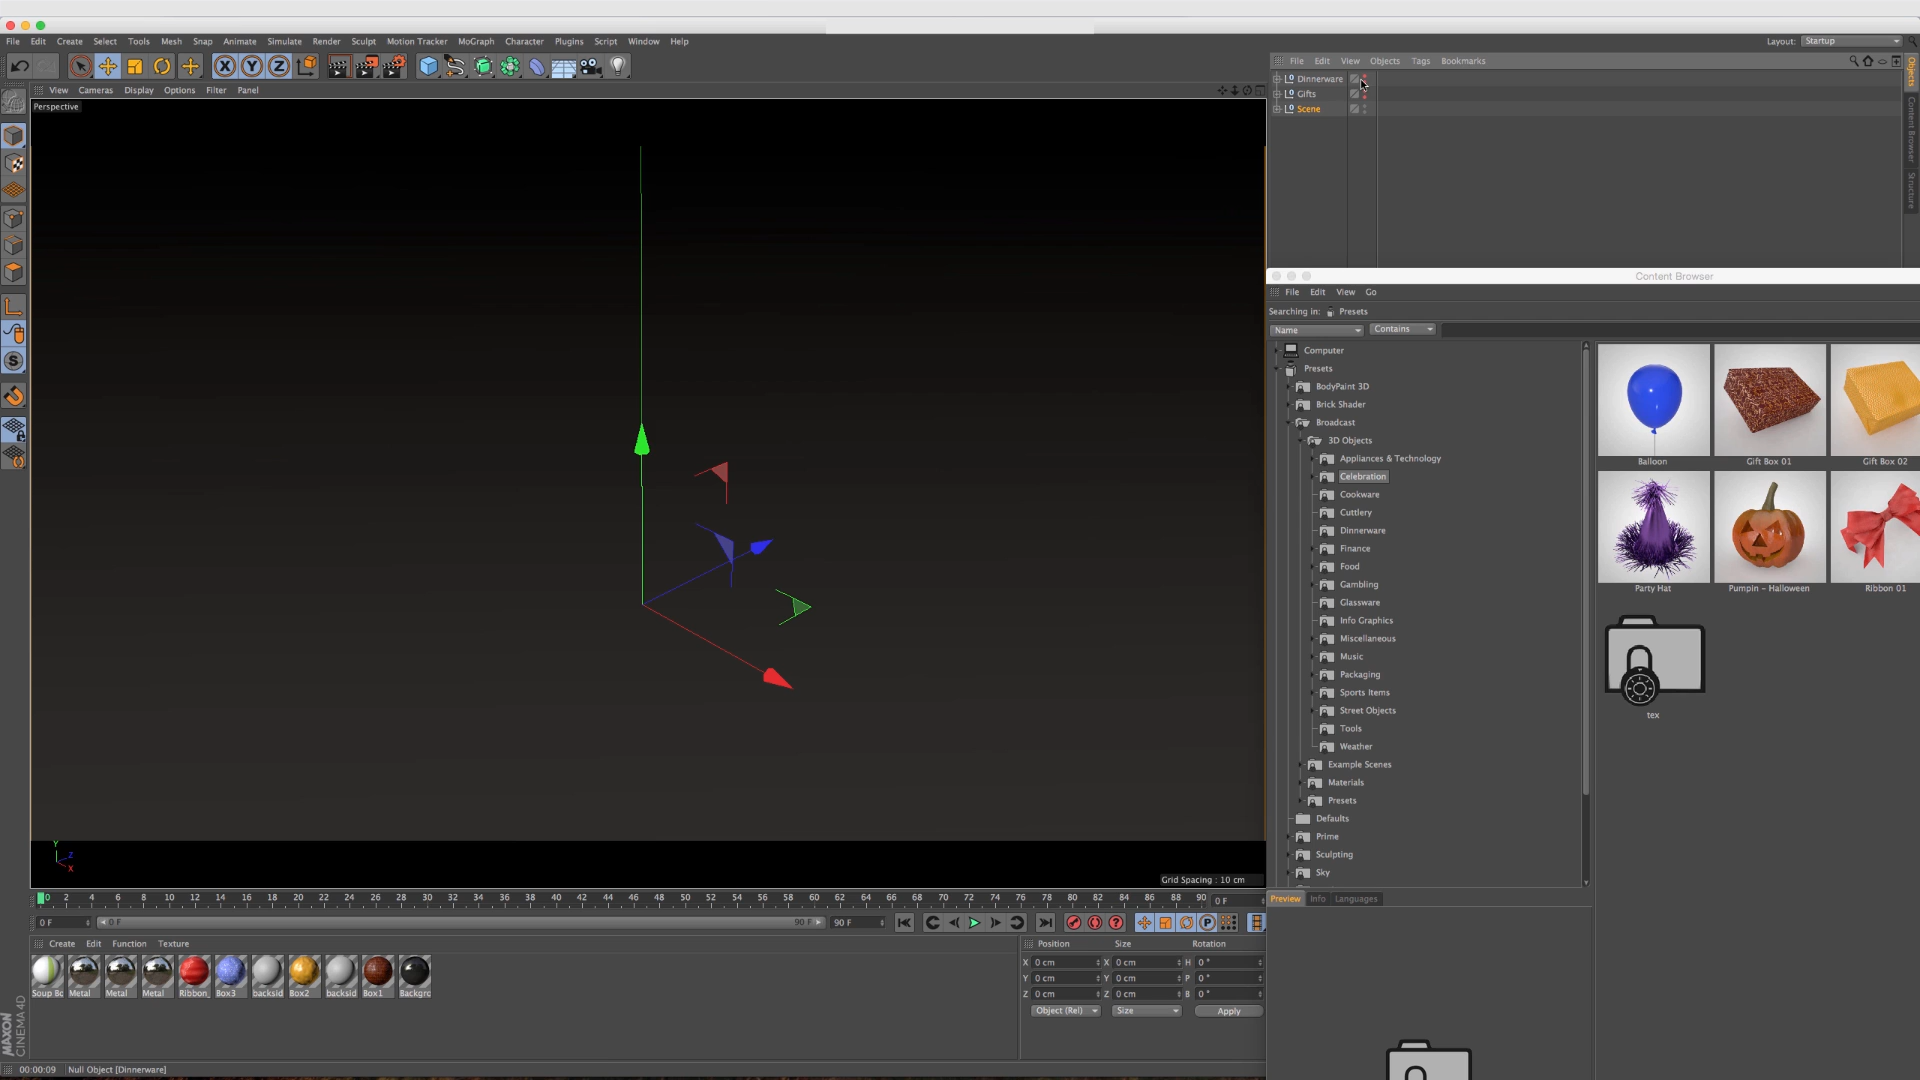 File Edit Create Select Tools Mesh Snap Animate Simulate Render Sculpt Motion Tracker MoGraph Character Plugins Script Window Help
Layout: Startup
View Cameras Display Options Filter Panel
Perspective
File Edit View Objects Tags Bookmarks
Dinnerware
Gifts
Scene
Objects
Content Browser
Structure
Content Browser
File Edit View Go
Searching in: Presets
Name Contains
Computer
Presets
BodyPaint 3D
Brick Shader
Broadcast
3D Objects
Appliances & Technology
Celebration
Cookware
Cuttlery
Dinnerware
Finance
Food
Gambling
Glassware
Info Graphics
Miscellaneous
Music
Packaging
Sports Items
Street Objects
Tools
Weather
Example Scenes
Materials
Presets
Defaults
Prime
Sculpting
Sky
Balloon Gift Box 01 Gift Box 02
Party Hat Pumpin - Halloween Ribbon 01
tex
Preview Info Languages
Y
Z
X
Grid Spacing : 10 cm
0 2 4 6 8 10 12 14 16 18 20 22 24 26 28 30 32 34 36 38 40 42 44 46 48 50 52 54 56 58 60 62 64 66 68 70 72 74 76 78 80 82 84 86 88 90 0 F
0 F 0 F 90 F 90 F
Create Edit Function Texture
Soup Bo Metal Metal Metal Ribbon_ Box3 backsid Box2 backsid Box1 Backgro
Position Size Rotation
X 0 cm X 0 cm H 0 °
Y 0 cm Y 0 cm P 0 °
Z 0 cm Z 0 cm B 0 °
Object (Rel) Size Apply
MAXON
CINEMA 4D
00:00:09 Null Object [Dinnerware]